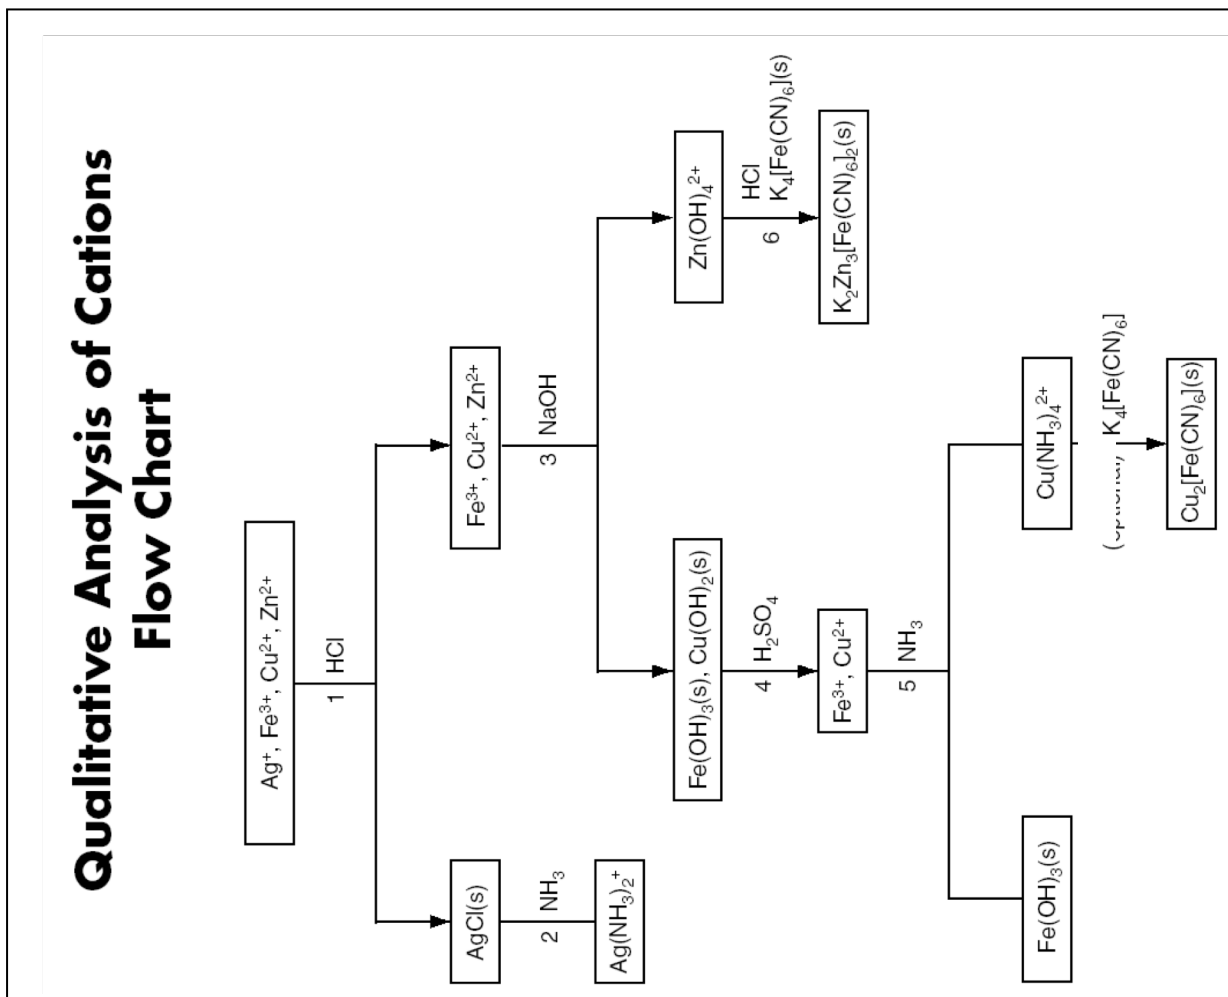 Qualitative Analysis of Cations
Flow Chart
Ag⁺, Fe³⁺, Cu²⁺, Zn²⁺
1 HCl
AgCl(s)
Fe³⁺, Cu²⁺, Zn²⁺
2 NH₃
3 NaOH
Ag(NH₃)₂⁺
Fe(OH)₃(s), Cu(OH)₂(s)
Zn(OH)₄²⁺
4 H₂SO₄
6 HCl
K₄[Fe(CN)₆](s)
Fe³⁺, Cu²⁺
K₂Zn₃[Fe(CN)₆]₂(s)
5 NH₃
Fe(OH)₃(s)
Cu(NH₃)₄²⁺
K₄[Fe(CN)₆]
Cu₂[Fe(CN)₆](s)